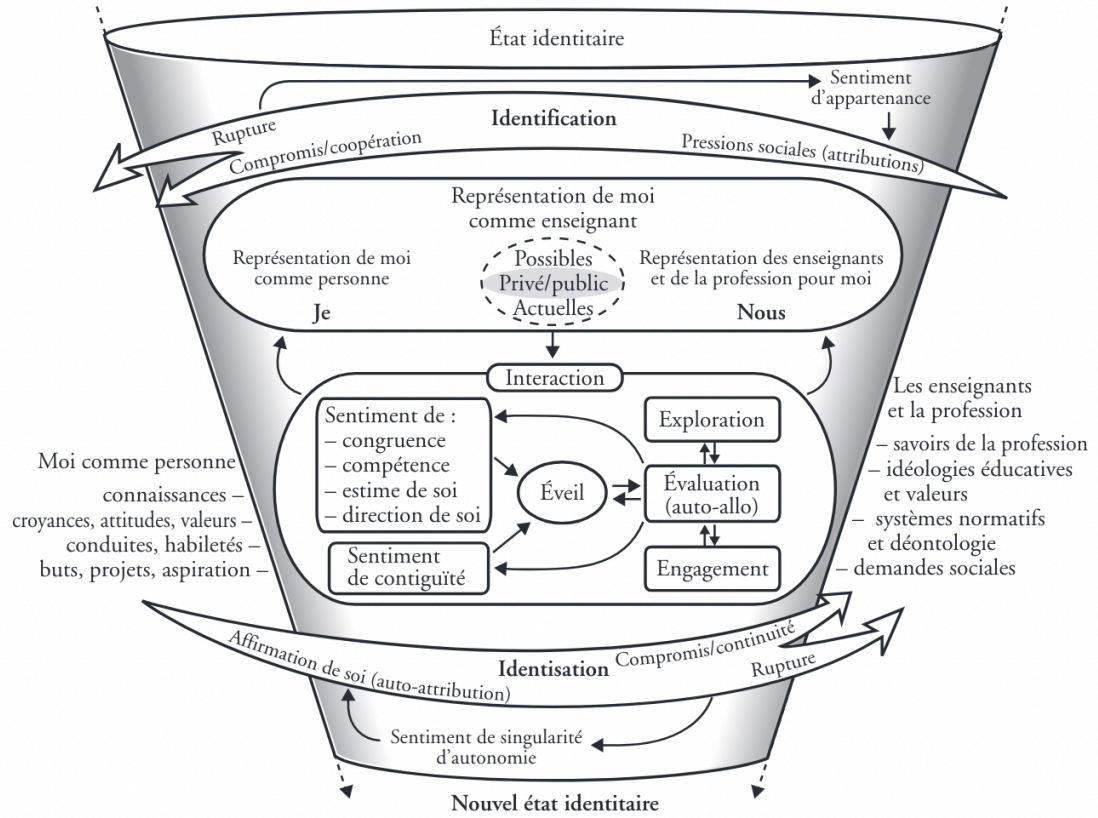 État identitaire
Sentiment
d'appartenance
Rupture
Identification
Compromis/coopération
Pressions sociales (attributions)
Représentation de moi
comme enseignant
Représentation de moi
comme personne
Je
Possibles
Privé/public
Actuelles
Représentation des enseignants
et de la profession pour moi
Nous
Interaction
Sentiment de :
– congruence
– compétence
– estime de soi
– direction de soi
Sentiment
de contiguïté
Éveil
Exploration
Évaluation
(auto-allo)
Engagement
Moi comme personne
connaissances –
croyances, attitudes, valeurs –
conduites, habiletés –
buts, projets, aspiration –
Les enseignants
et la profession
– savoirs de la profession
– idéologies éducatives
et valeurs
– systèmes normatifs
et déontologie
– demandes sociales
Affirmation de soi (auto-attribution)
Identisation
Compromis/continuité
Rupture
Sentiment de singularité
d'autonomie
Nouvel état identitaire